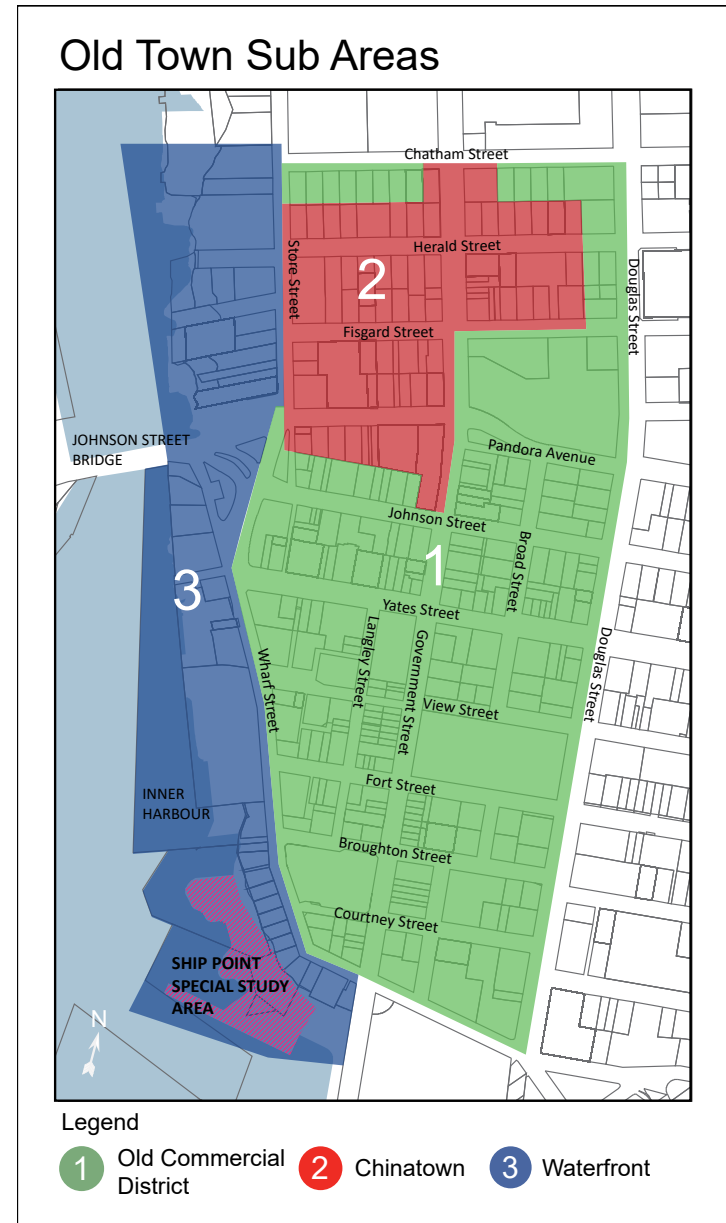 Old Town Sub Areas
Chatham Street
Herald Street
Store Street
2
Douglas Street
Fisgard Street
JOHNSON STREET
BRIDGE
Pandora Avenue
Johnson Street
1
Broad Street
3
Yates Street
Langley Street
Government Street
Douglas Street
Wharf Street
View Street
Fort Street
INNER
HARBOUR
Broughton Street
Courtney Street
SHIP POINT
SPECIAL STUDY
AREA
N
Legend
1 Old Commercial
District
2 Chinatown
3 Waterfront